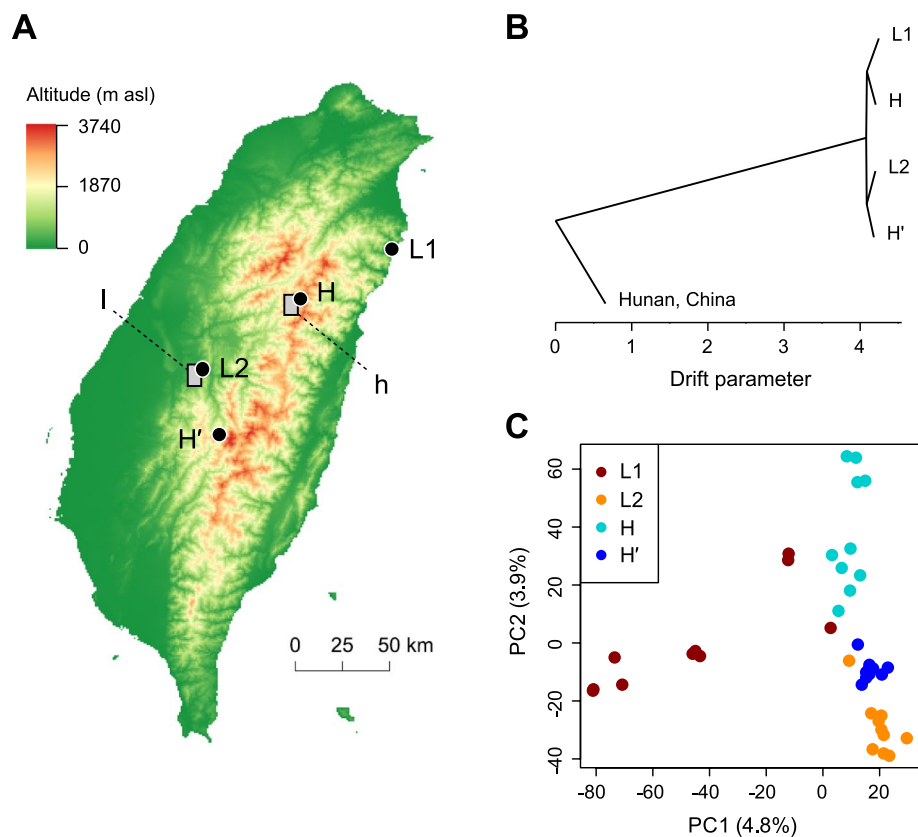 A
Altitude (m asl)
3740
1870
0
L1
H
l
L2
h
H′
0 25 50 km
B
L1
H
L2
H'
Hunan, China
0 1 2 3 4
Drift parameter
C
L1
L2
H
H′
60
40
20
0
-20
-40
PC2 (3.9%)
-80 -60 -40 -20 0 20
PC1 (4.8%)